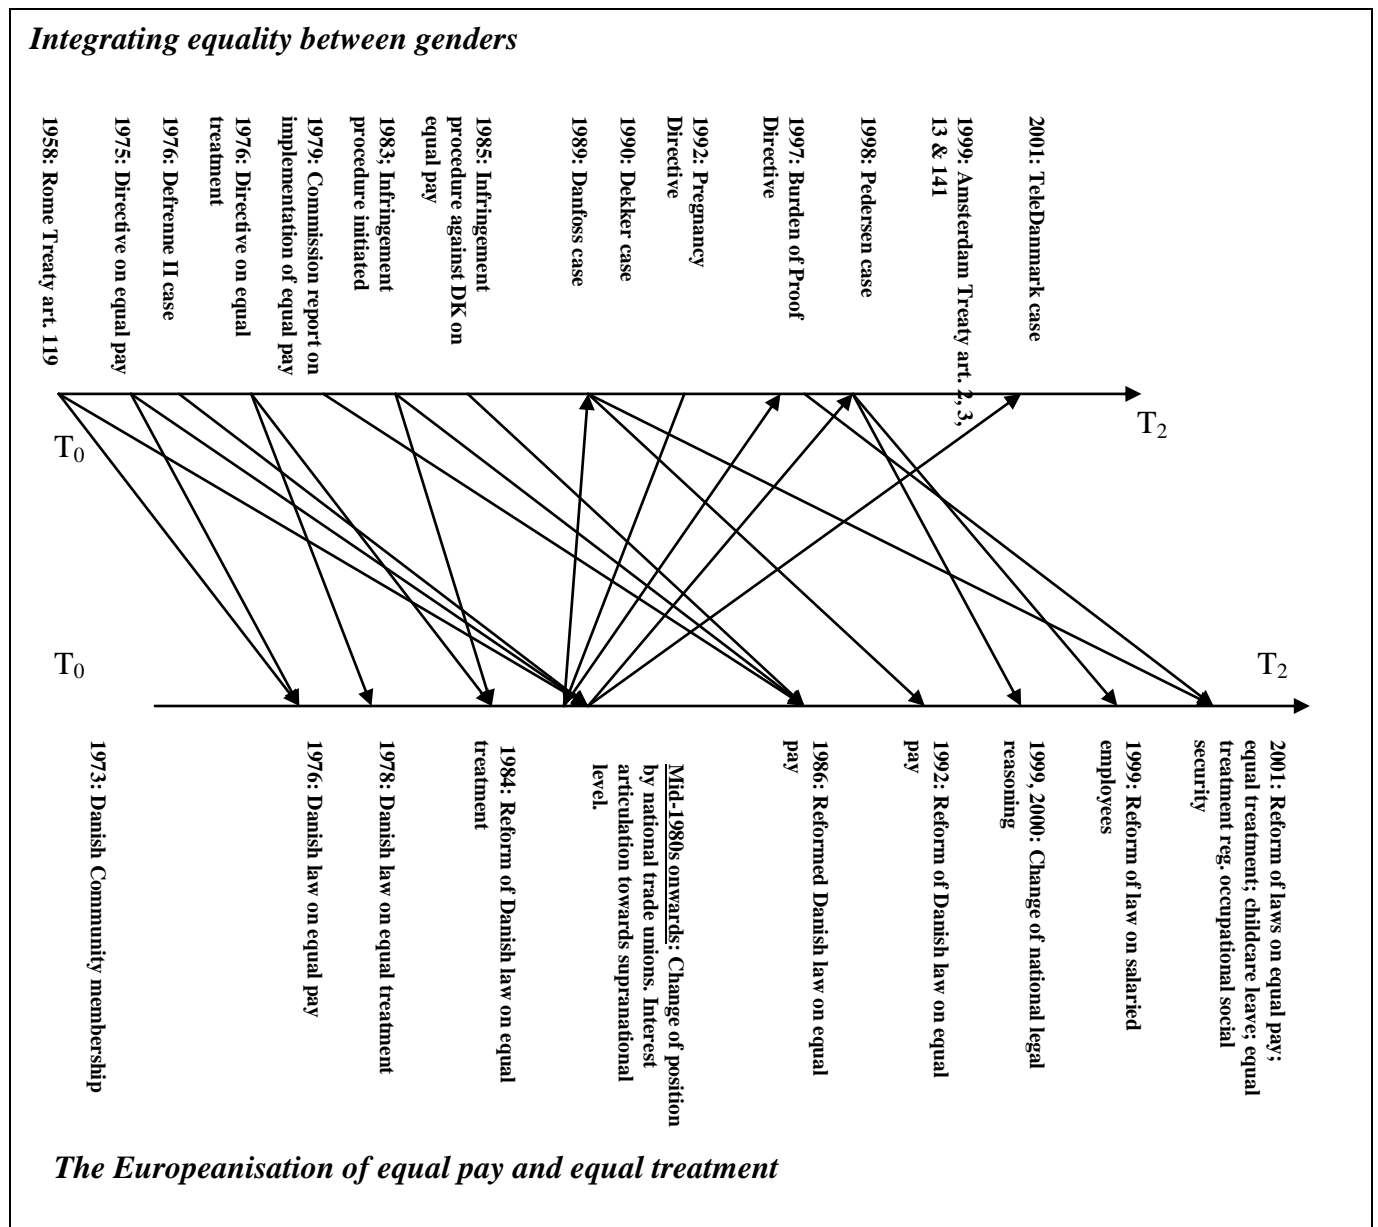 Integrating equality between genders
1958: Rome Treaty art. 119
1975: Directive on equal pay
1976: Defrenne II case
1976: Directive on equal
treatment
1979: Commission report on
implementation of equal pay
1983; Infringement
procedure initiated
1985: Infringement
procedure against DK on
equal pay
1989: Danfoss case
1990: Dekker case
1992: Pregnancy
Directive
1997: Burden of Proof
Directive
1998: Pedersen case
1999: Amsterdam Treaty art. 2, 3,
13 & 141
2001: TeleDanmark case
T0
T2
T0
T2
1973: Danish Community membership
1976: Danish law on equal pay
1978: Danish law on equal treatment
1984: Reform of Danish law on equal
treatment
Mid-1980s onwards: Change of position
by national trade unions. Interest
articulation towards supranational
level.
1986: Reformed Danish law on equal
pay
1992: Reform of Danish law on equal
pay
1999, 2000: Change of national legal
reasoning
1999: Reform of law on salaried
employees
2001: Reform of laws on equal pay;
equal treatment; childcare leave; equal
treatment reg. occupational social
security
The Europeanisation of equal pay and equal treatment